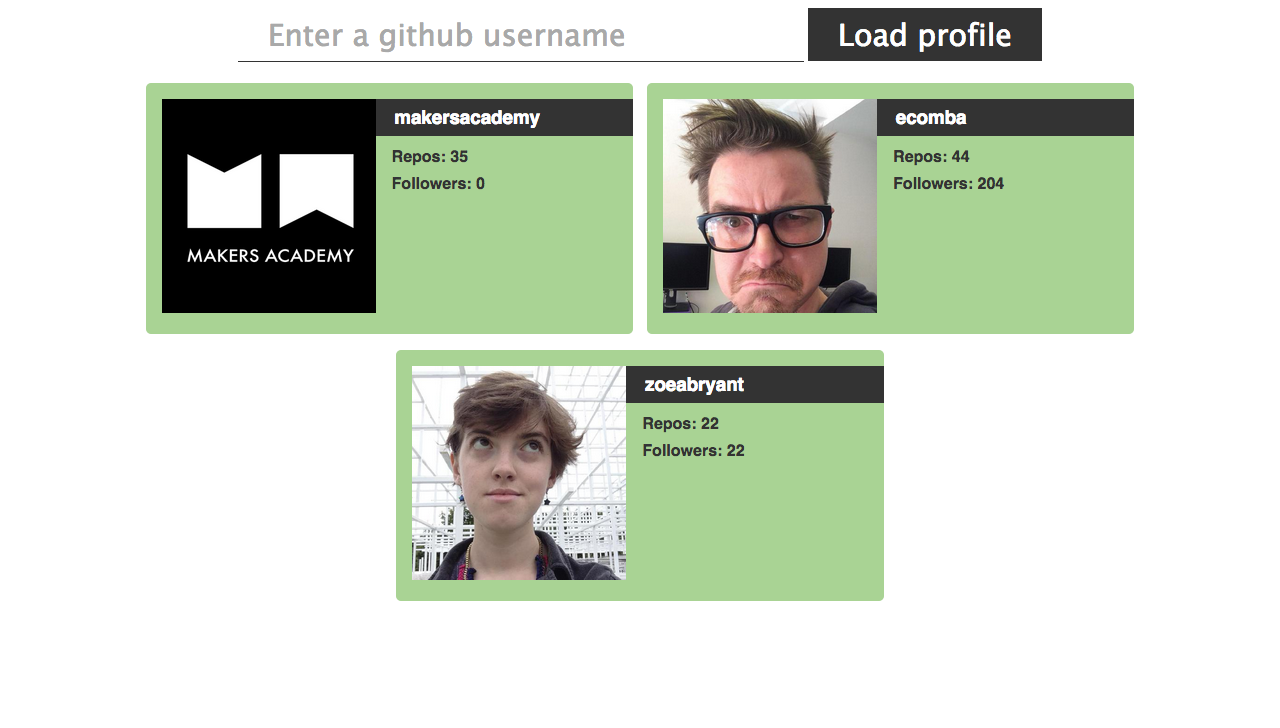 Enter a github username
Load profile
makersacademy
Repos: 35
Followers: 0
MAKERS ACADEMY
ecomba
Repos: 44
Followers: 204
zoeabryant
Repos: 22
Followers: 22